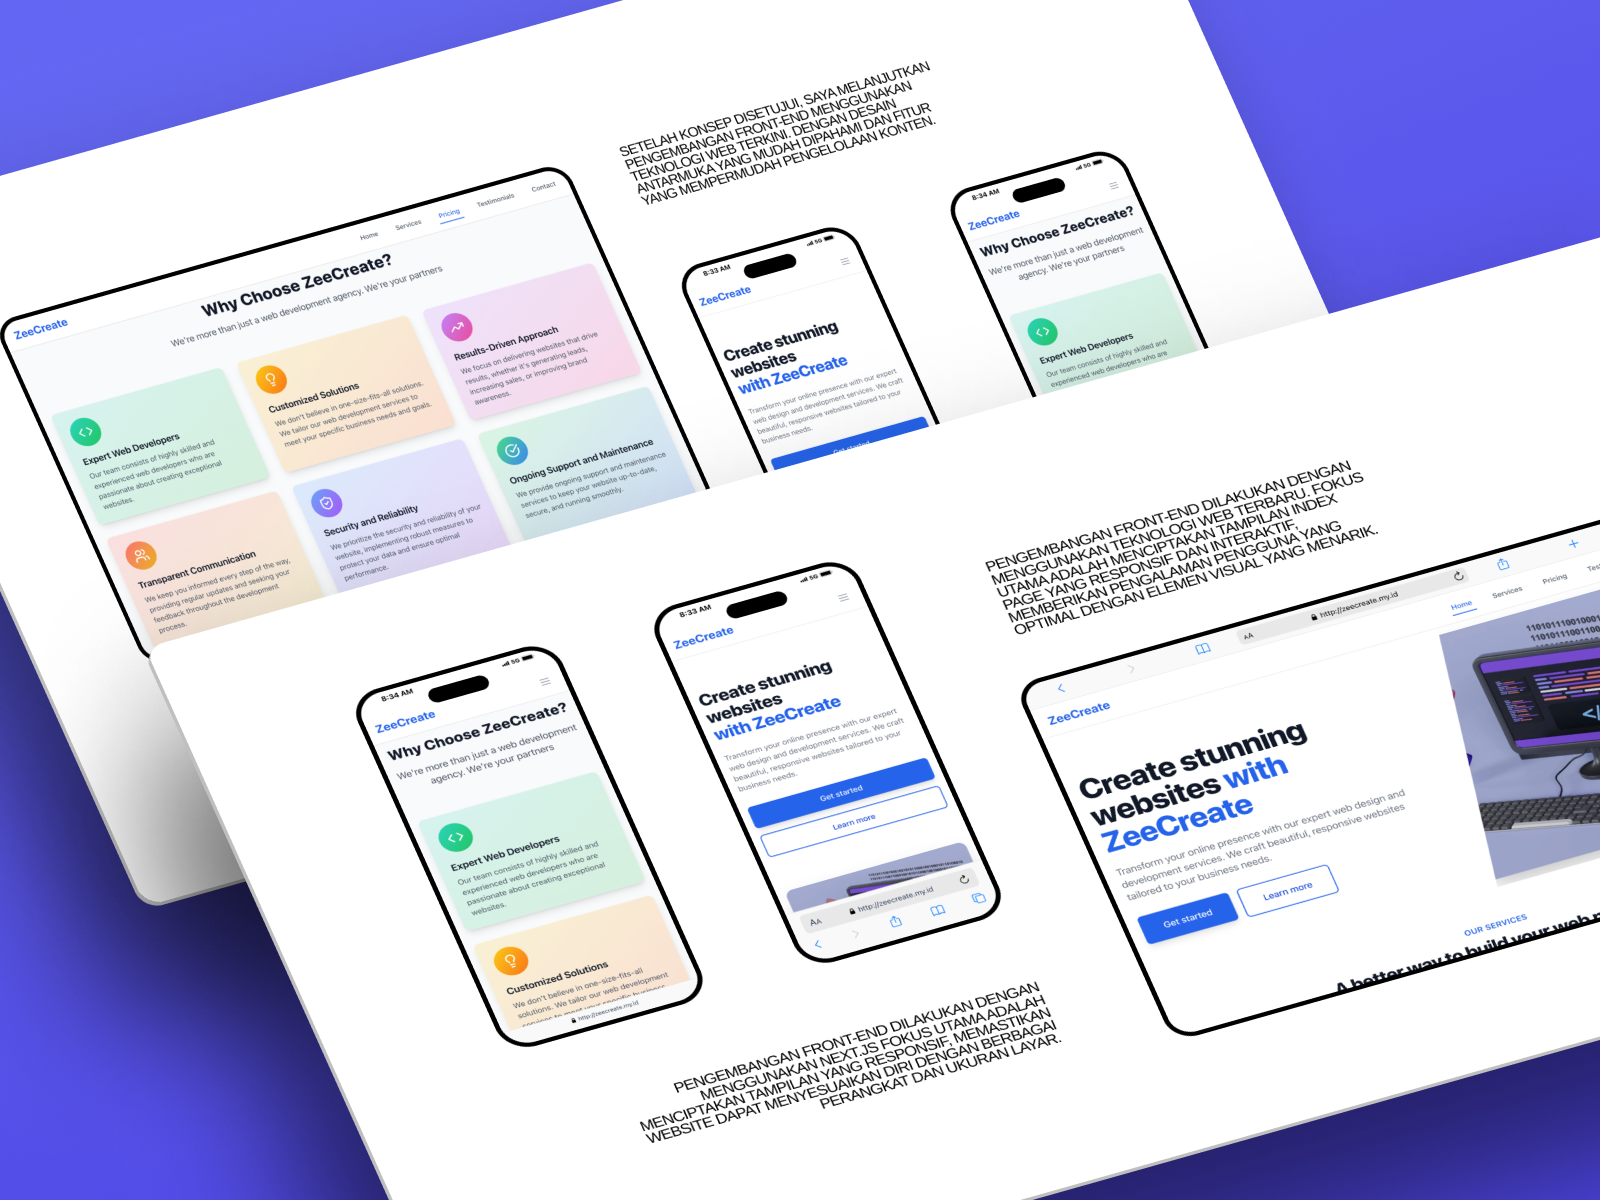 SETELAH KONSEP DISETUJUI, SAYA MELANJUTKAN
PENGEMBANGAN FRONT-END MENGGUNAKAN
TEKNOLOGI WEB TERKINI. DENGAN DESAIN
ANTARMUKA YANG MUDAH DIPAHAMI DAN FITUR
YANG MEMPERMUDAH PENGELOLAAN KONTEN.
ZeeCreate
Home
Services
Pricing
Testimonials
Contact
Why Choose ZeeCreate?
We're more than just a web development agency. We're your partners
Expert Web Developers
Our team consists of highly skilled and
experienced web developers who are
passionate about creating exceptional
websites.
Customized Solutions
We don't believe in one-size-fits-all solutions.
We tailor our web development services to
meet your specific business needs and goals.
Results-Driven Approach
We focus on delivering websites that drive
results, whether it's generating leads,
increasing sales, or improving brand
awareness.
Transparent Communication
We keep you informed every step of the way,
providing regular updates and seeking your
feedback throughout the development
process.
Security and Reliability
We prioritize the security and reliability of your
website, implementing robust measures to
protect your data and ensure optimal
performance.
Ongoing Support and Maintenance
We provide ongoing support and maintenance
services to keep your website up-to-date,
secure, and running smoothly.
8:33 AM
5G
ZeeCreate
Create stunning
websites
with ZeeCreate
Transform your online presence with our expert
web design and development services. We craft
beautiful, responsive websites tailored to your
business needs.
Get started
8:34 AM
5G
ZeeCreate
Why Choose ZeeCreate?
We're more than just a web development
agency. We're your partners
Expert Web Developers
Our team consists of highly skilled and
experienced web developers who are
PENGEMBANGAN FRONT-END DILAKUKAN DENGAN
MENGGUNAKAN TEKNOLOGI WEB TERBARU. FOKUS
UTAMA ADALAH MENCIPTAKAN TAMPILAN INDEX
PAGE YANG RESPONSIF DAN INTERAKTIF,
MEMBERIKAN PENGALAMAN PENGGUNA YANG
OPTIMAL DENGAN ELEMEN VISUAL YANG MENARIK.
8:34 AM
5G
ZeeCreate
Why Choose ZeeCreate?
We're more than just a web development
agency. We're your partners
Expert Web Developers
Our team consists of highly skilled and
experienced web developers who are
passionate about creating exceptional
websites.
Customized Solutions
We don't believe in one-size-fits-all
solutions. We tailor our web development
services to meet your specific business
http://zeecreate.my.id
8:33 AM
5G
ZeeCreate
Create stunning
websites
with ZeeCreate
Transform your online presence with our expert
web design and development services. We craft
beautiful, responsive websites tailored to your
business needs.
Get started
Learn more
AA
http://zeecreate.my.id
AA
http://zeecreate.my.id
ZeeCreate
Home
Services
Pricing
Create stunning
websites with
ZeeCreate
Transform your online presence with our expert web design and
development services. We craft beautiful, responsive websites
tailored to your business needs.
Get started
Learn more
OUR SERVICES
A better way to build your web
PENGEMBANGAN FRONT-END DILAKUKAN DENGAN
MENGGUNAKAN NEXT.JS FOKUS UTAMA ADALAH
MENCIPTAKAN TAMPILAN YANG RESPONSIF, MEMASTIKAN
WEBSITE DAPAT MENYESUAIKAN DIRI DENGAN BERBAGAI
PERANGKAT DAN UKURAN LAYAR.